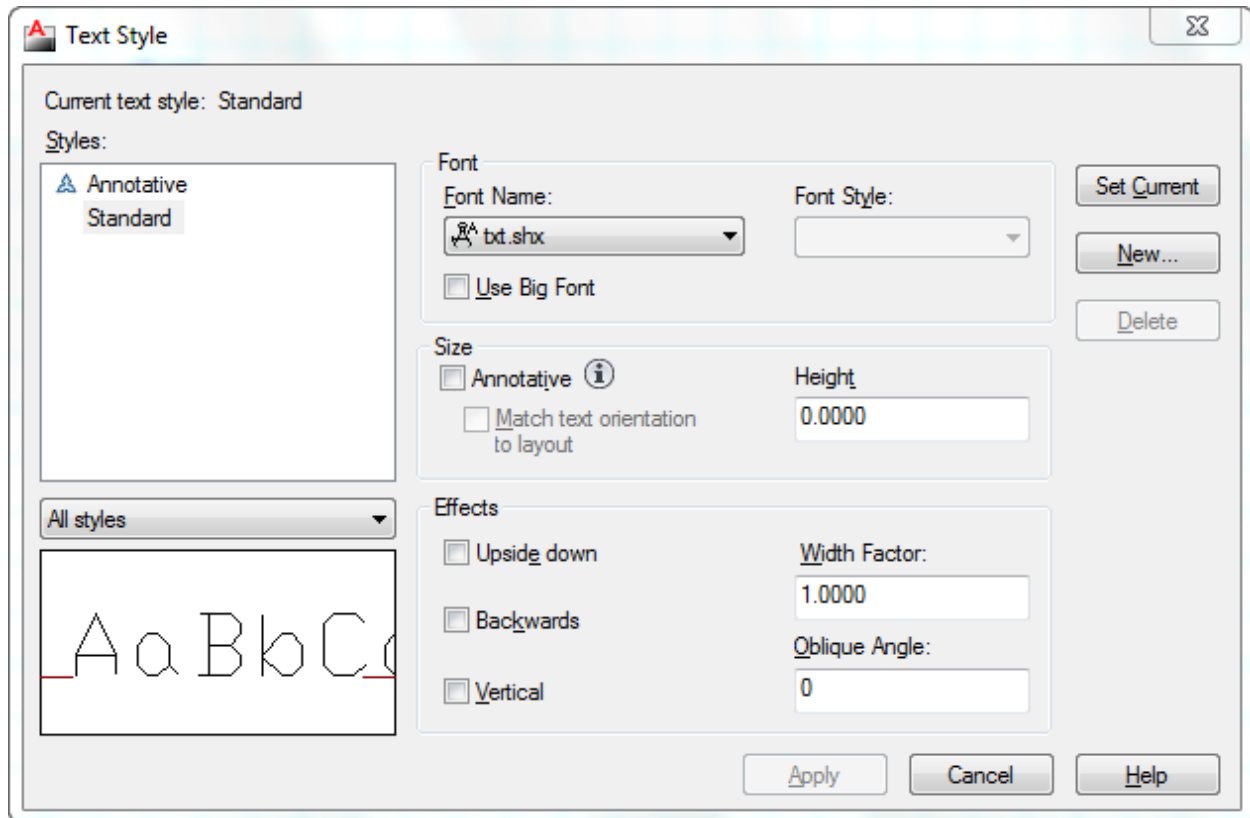 Text Style
Current text style: Standard
Styles:
Annotative
Standard
All styles
AaBbC
Font
Font Name:
txt.shx
Use Big Font
Font Style:
Size
Annotative
Match text orientation
to layout
Height
0.0000
Effects
Upside down
Backwards
Vertical
Width Factor:
1.0000
Oblique Angle:
0
Set Current
New...
Delete
Apply
Cancel
Help